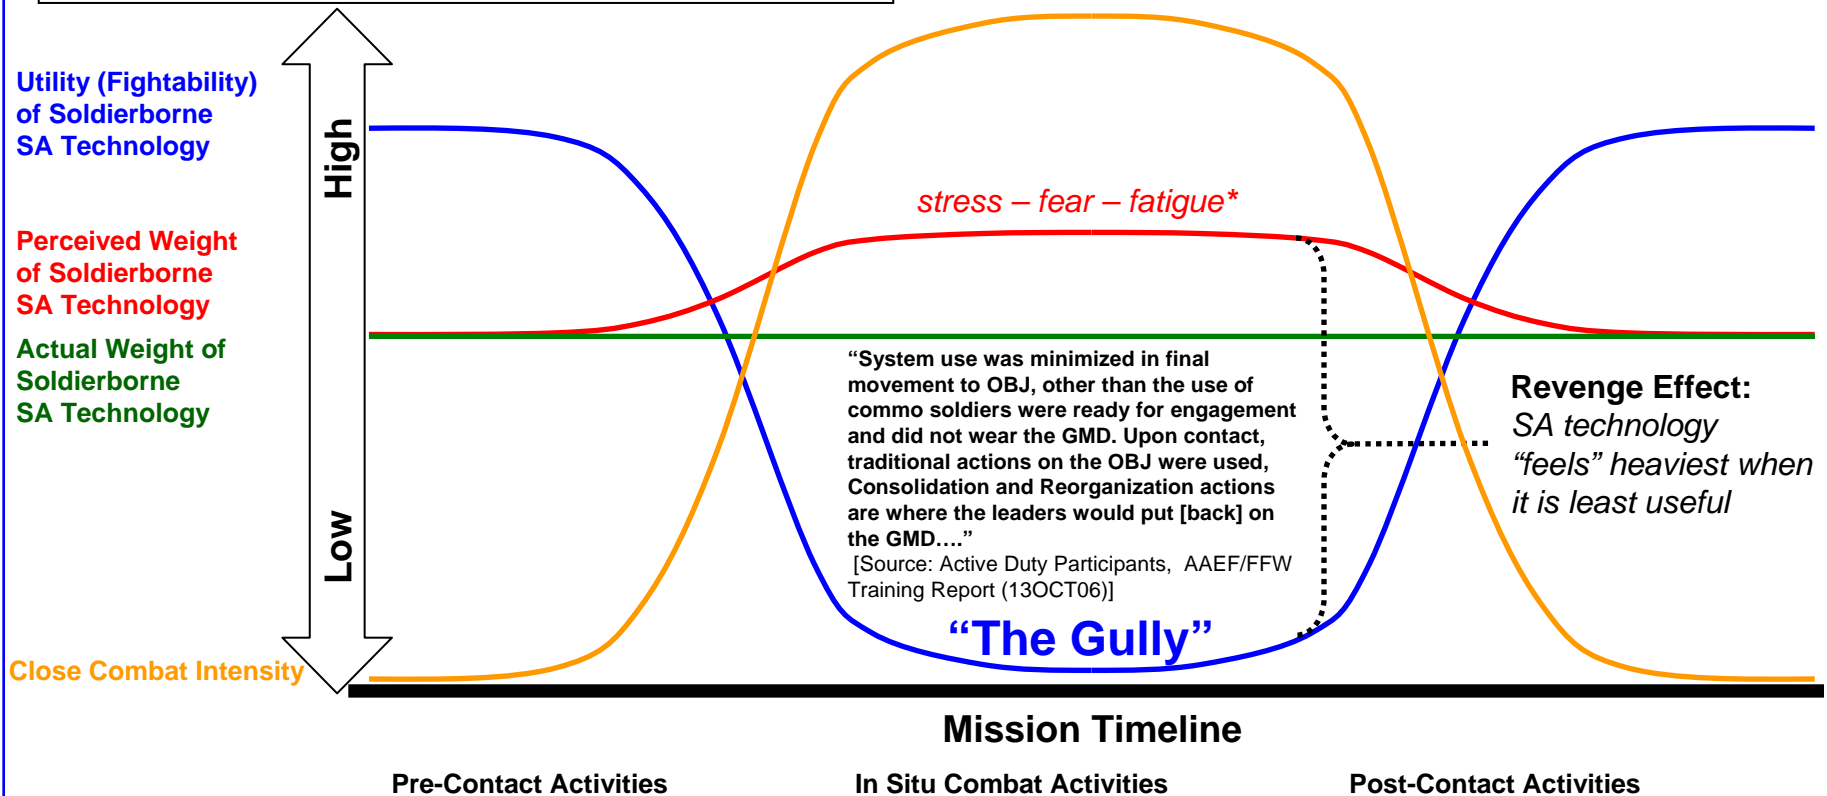 Utility (Fightability)
of Soldierborne
SA Technology
High
stress – fear – fatigue*
Perceived Weight
of Soldierborne
SA Technology
Actual Weight of
Soldierborne
SA Technology
“System use was minimized in final
movement to OBJ, other than the use of
commo soldiers were ready for engagement
and did not wear the GMD. Upon contact,
traditional actions on the OBJ were used,
Consolidation and Reorganization actions
are where the leaders would put [back] on
the GMD….”
[Source: Active Duty Participants, AAEF/FFW
Training Report (13OCT06)]
Revenge Effect:
SA technology
“feels” heaviest when
it is least useful
Low
“The Gully”
Close Combat Intensity
Mission Timeline
Pre-Contact Activities
In Situ Combat Activities
Post-Contact Activities